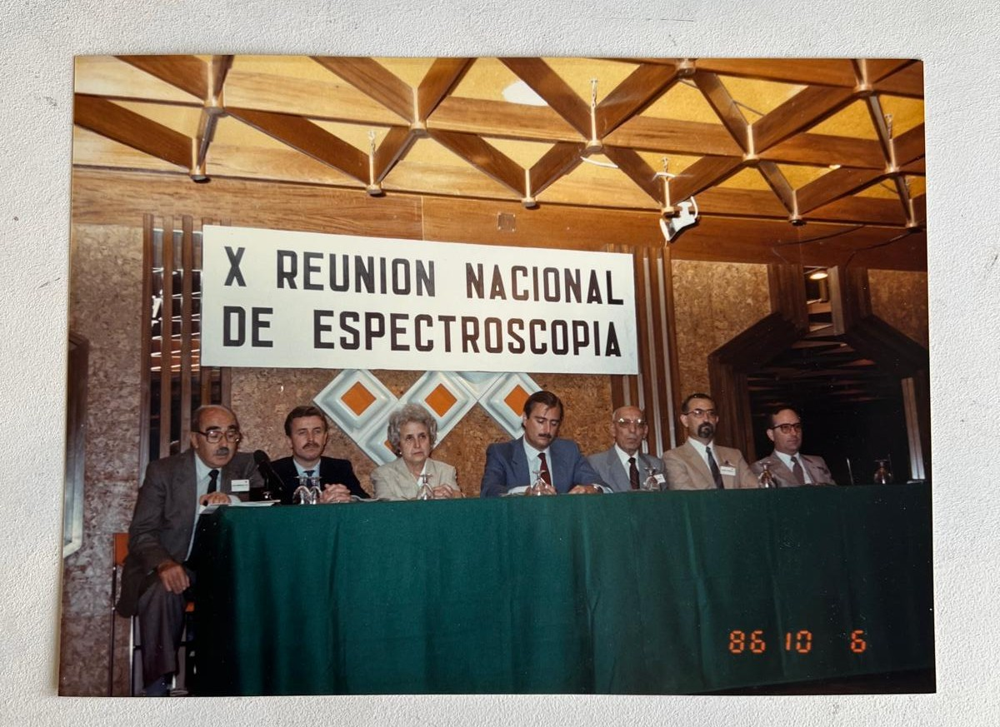 X REUNION NACIONAL
DE ESPECTROSCOPIA
86 10 6